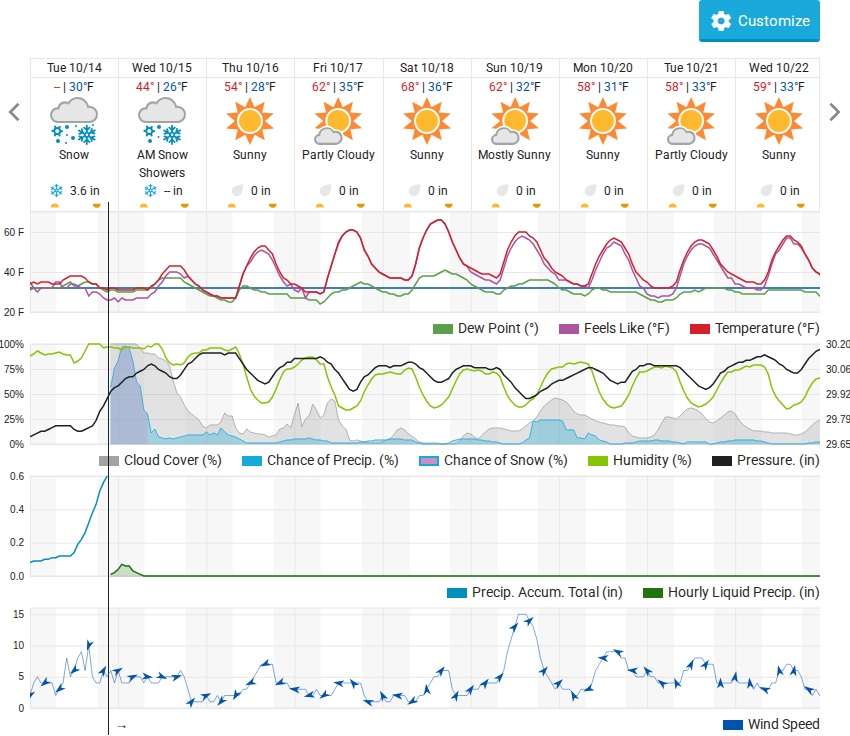 Customize
Tue 10/14 Wed 10/15 Thu 10/16 Fri 10/17 Sat 10/18 Sun 10/19 Mon 10/20 Tue 10/21 Wed 10/22
-- | 30°F 44° | 26°F 54° | 28°F 62° | 35°F 68° | 36°F 62° | 32°F 58° | 31°F 58° | 33°F 59° | 33°F
Snow AM Snow Sunny Partly Cloudy Sunny Mostly Sunny Sunny Partly Cloudy Sunny
Showers
3.6 in -- in 0 in 0 in 0 in 0 in 0 in 0 in 0 in
60 F
40 F
20 F
Dew Point (°) Feels Like (°F) Temperature (°F)
100% 30.20
75% 30.06
50% 29.92
25% 29.79
0% 29.65
Cloud Cover (%) Chance of Precip. (%) Chance of Snow (%) Humidity (%) Pressure. (in)
0.6
0.4
0.2
0.0
Precip. Accum. Total (in) Hourly Liquid Precip. (in)
15
10
5
0
→ Wind Speed